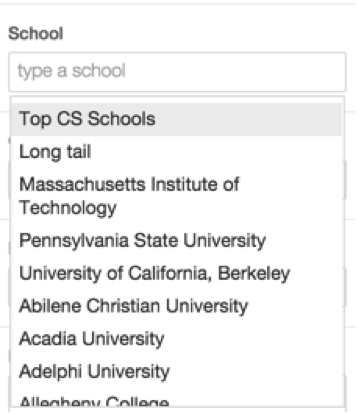 School
type a school
Top CS Schools
Long tail
Massachusetts Institute of
Technology
Pennsylvania State University
University of California, Berkeley
Abilene Christian University
Acadia University
Adelphi University
Allegheny College